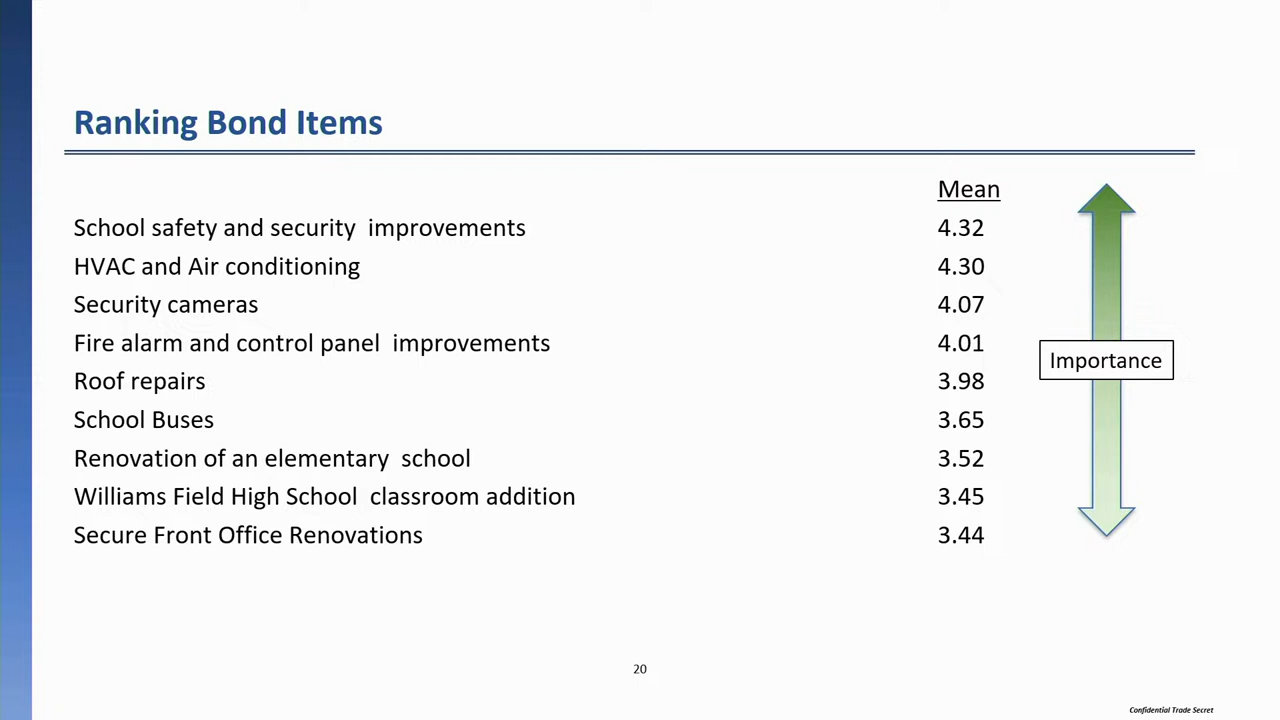 Ranking Bond Items
Mean
School safety and security  improvements 4.32
HVAC and Air conditioning 4.30
Security cameras 4.07
Fire alarm and control panel  improvements 4.01
Importance
Roof repairs 3.98
School Buses 3.65
Renovation of an elementary  school 3.52
Williams Field High School  classroom addition 3.45
Secure Front Office Renovations 3.44
20
Confidential Trade Secret